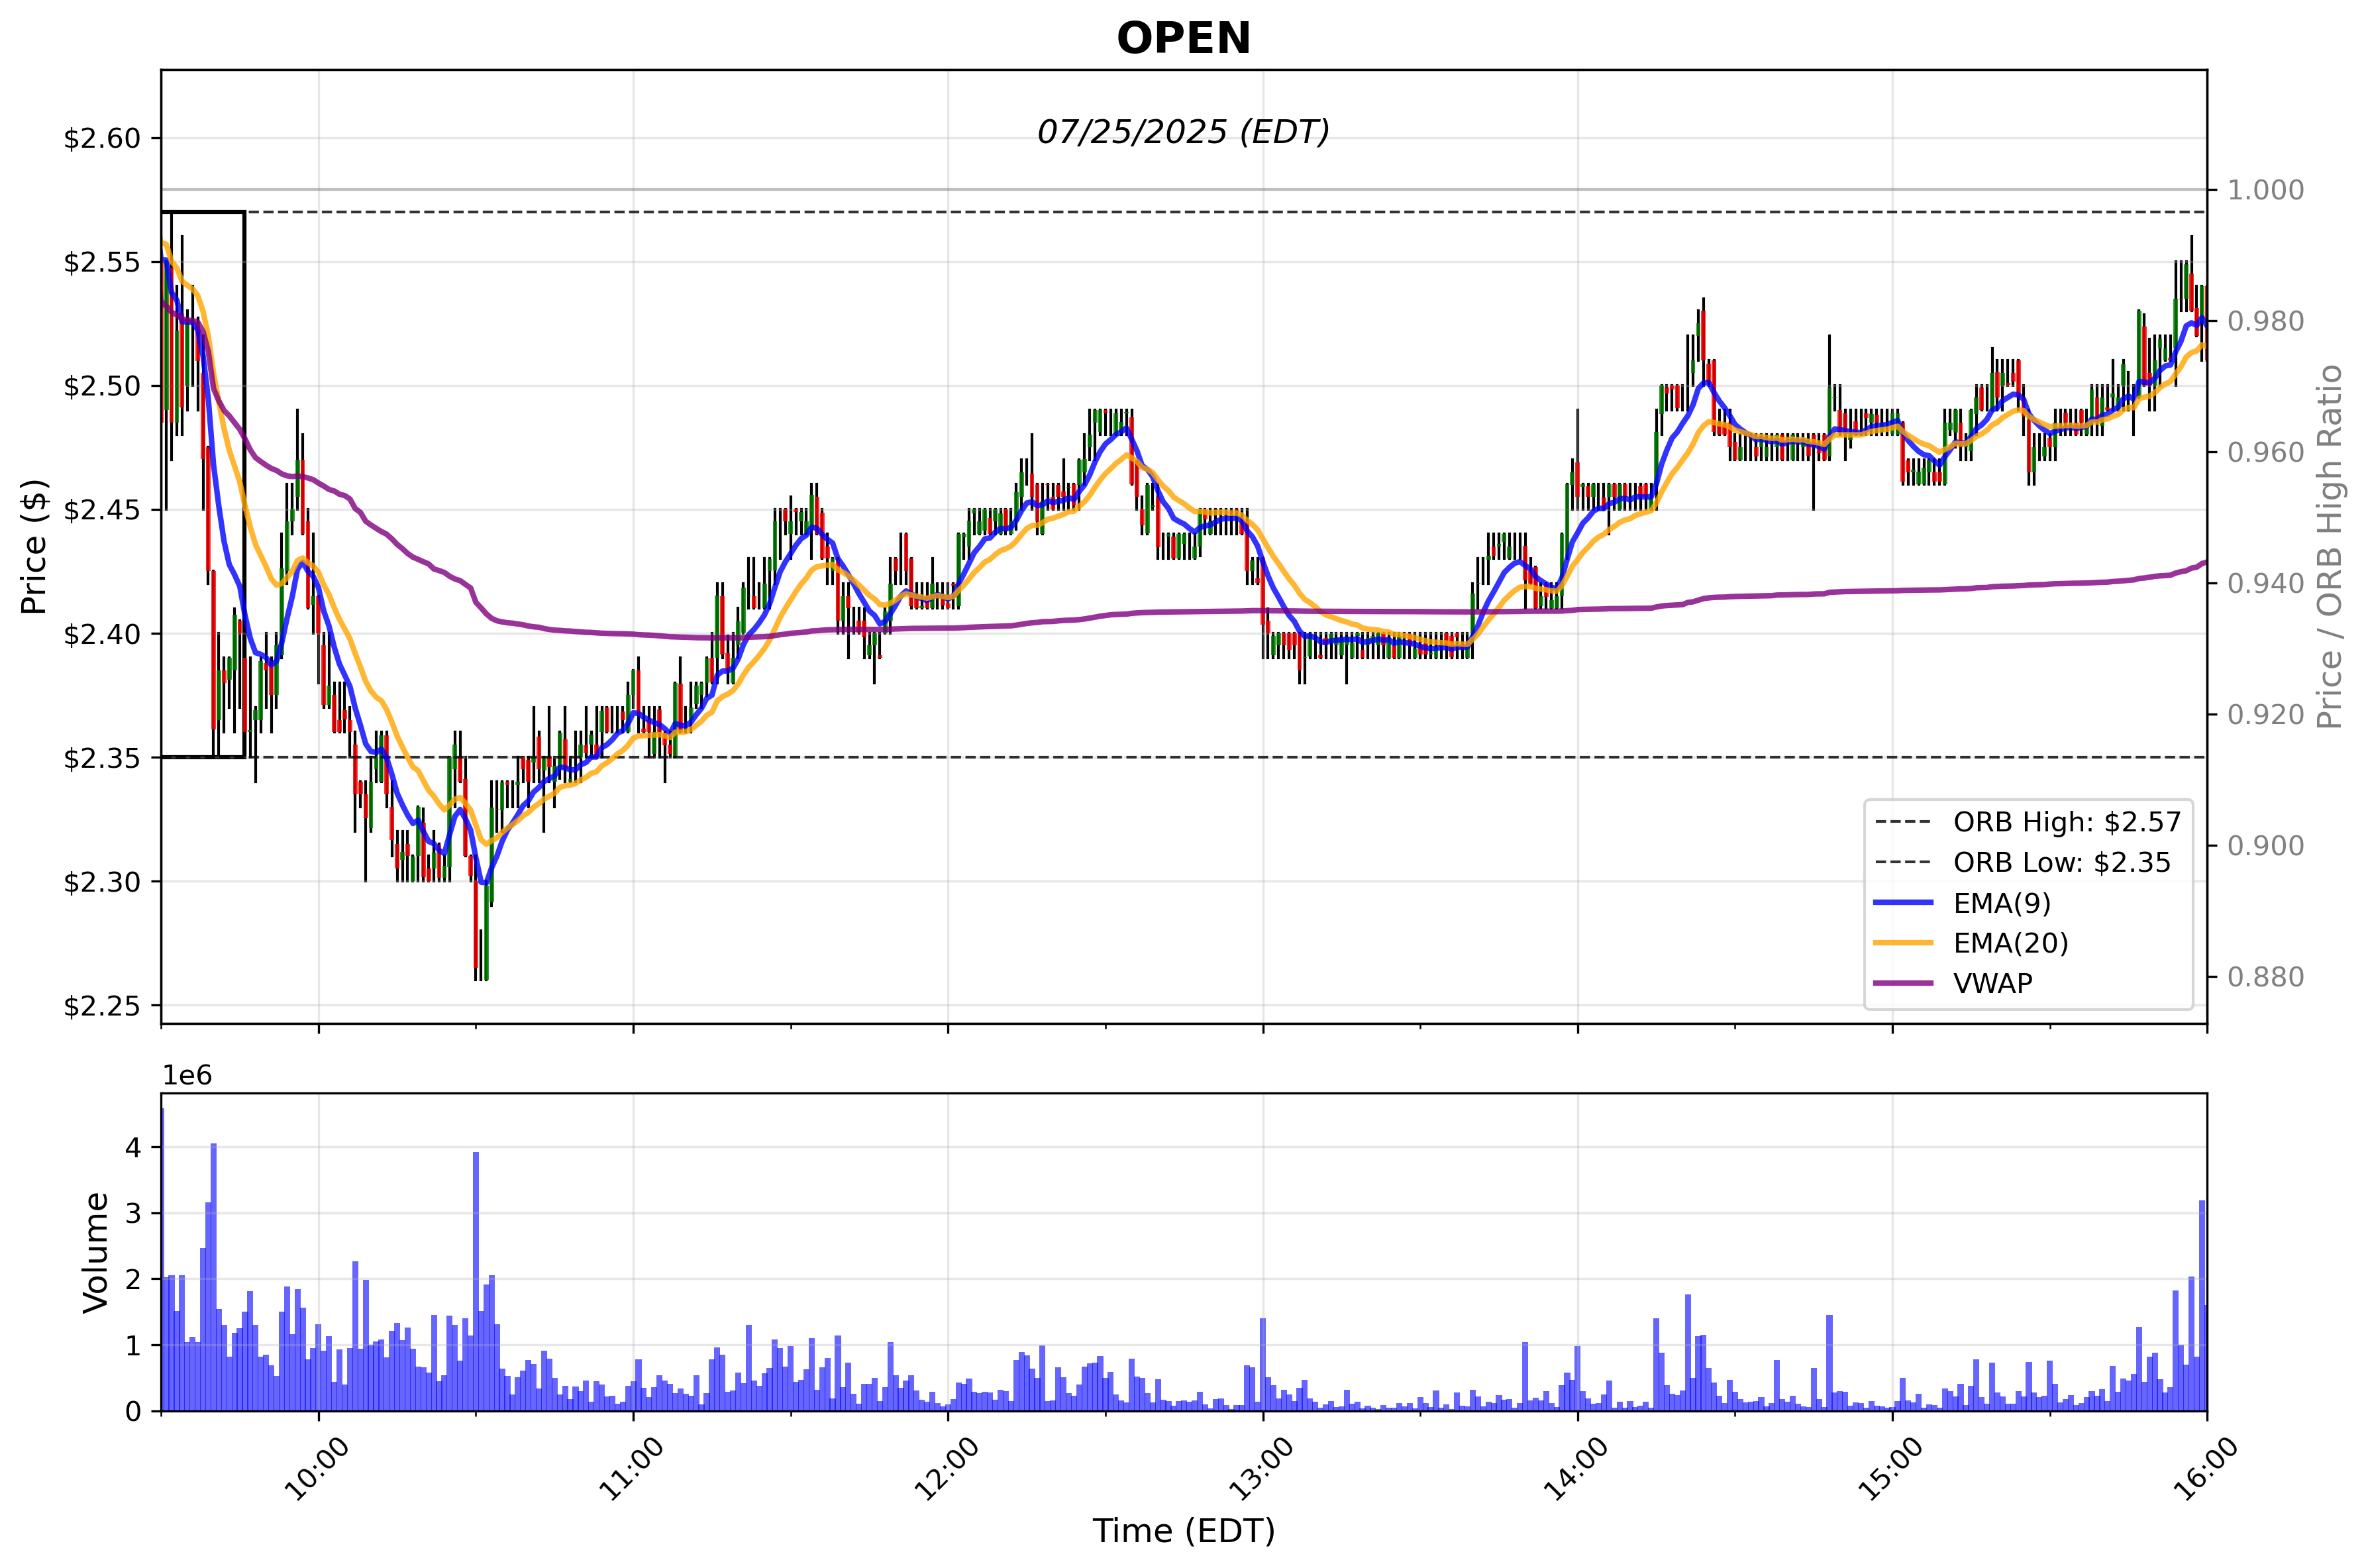 OPEN
07/25/2025 (EDT)
Price ($)
$2.60
$2.55
$2.50
$2.45
$2.40
$2.35
$2.30
$2.25
1.000
0.980
0.960
0.940
0.920
0.900
0.880
Price / ORB High Ratio
ORB High: $2.57
ORB Low: $2.35
EMA(9)
EMA(20)
VWAP
1e6
Volume
4
3
2
1
0
10:00
11:00
12:00
13:00
14:00
15:00
16:00
Time (EDT)